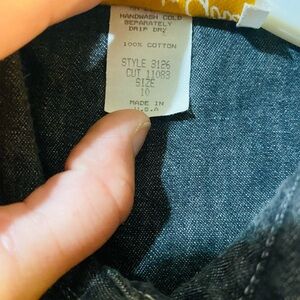 HANDWASH COLD
SEPARATELY
DRIP DRY
100% COTTON
STYLE 3126
CUT 11083
SIZE
10
MADE IN
U.S.A